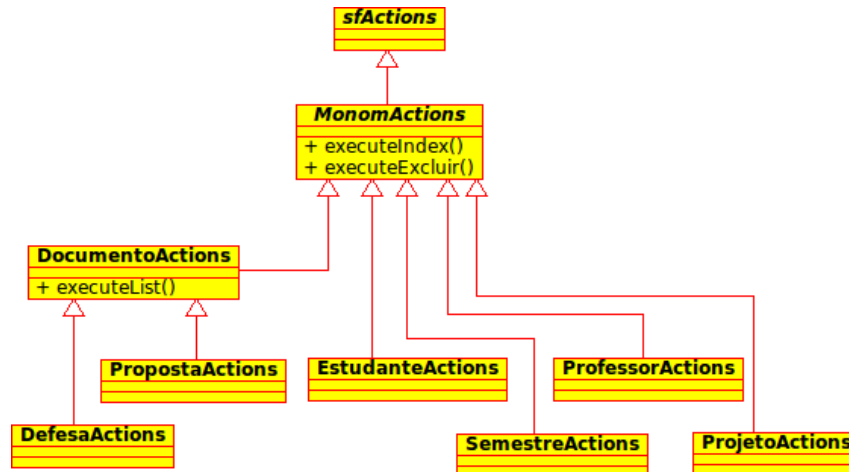 sfActions
MonomActions
+ executeIndex()
+ executeExcluir()
DocumentoActions
+ executeList()
PropostaActions
EstudanteActions
ProfessorActions
DefesaActions
SemestreActions
ProjetoActions